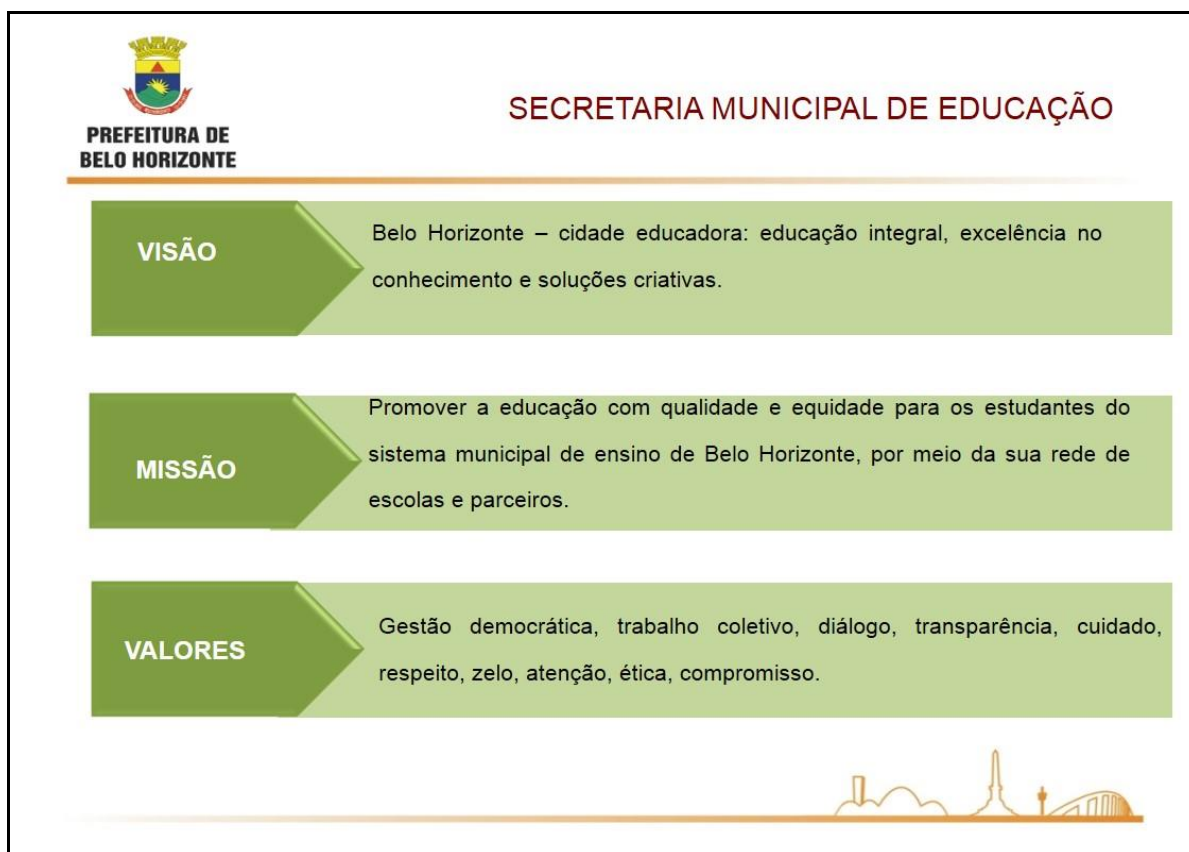 PREFEITURA DE
BELO HORIZONTE
SECRETARIA MUNICIPAL DE EDUCAÇÃO
VISÃO
Belo Horizonte – cidade educadora: educação integral, excelência no
conhecimento e soluções criativas.
MISSÃO
Promover a educação com qualidade e equidade para os estudantes do
sistema municipal de ensino de Belo Horizonte, por meio da sua rede de
escolas e parceiros.
VALORES
Gestão democrática, trabalho coletivo, diálogo, transparência, cuidado,
respeito, zelo, atenção, ética, compromisso.